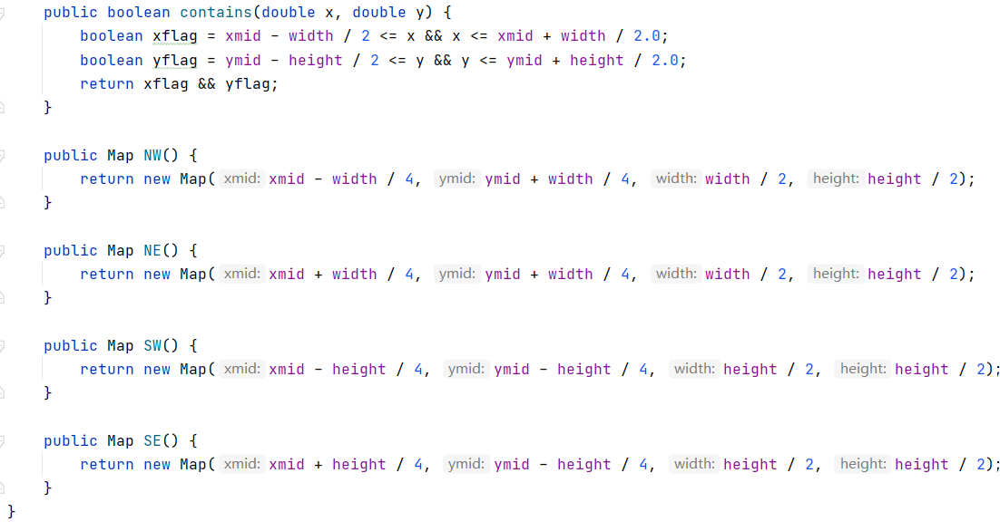 public boolean contains(double x, double y) {
boolean xflag = xmid - width / 2 <= x && x <= xmid + width / 2.0;
boolean yflag = ymid - height / 2 <= y && y <= ymid + height / 2.0;
return xflag && yflag;
}
public Map NW() {
return new Map( xmid: xmid - width / 4, ymid: ymid + width / 4, width: width / 2, height: height / 2);
}
public Map NE() {
return new Map( xmid: xmid + width / 4, ymid: ymid + width / 4, width: width / 2, height: height / 2);
}
public Map SW() {
return new Map( xmid: xmid - height / 4, ymid: ymid - height / 4, width: height / 2, height: height / 2);
}
public Map SE() {
return new Map( xmid: xmid + height / 4, ymid: ymid - height / 4, width: height / 2, height: height / 2);
}
}